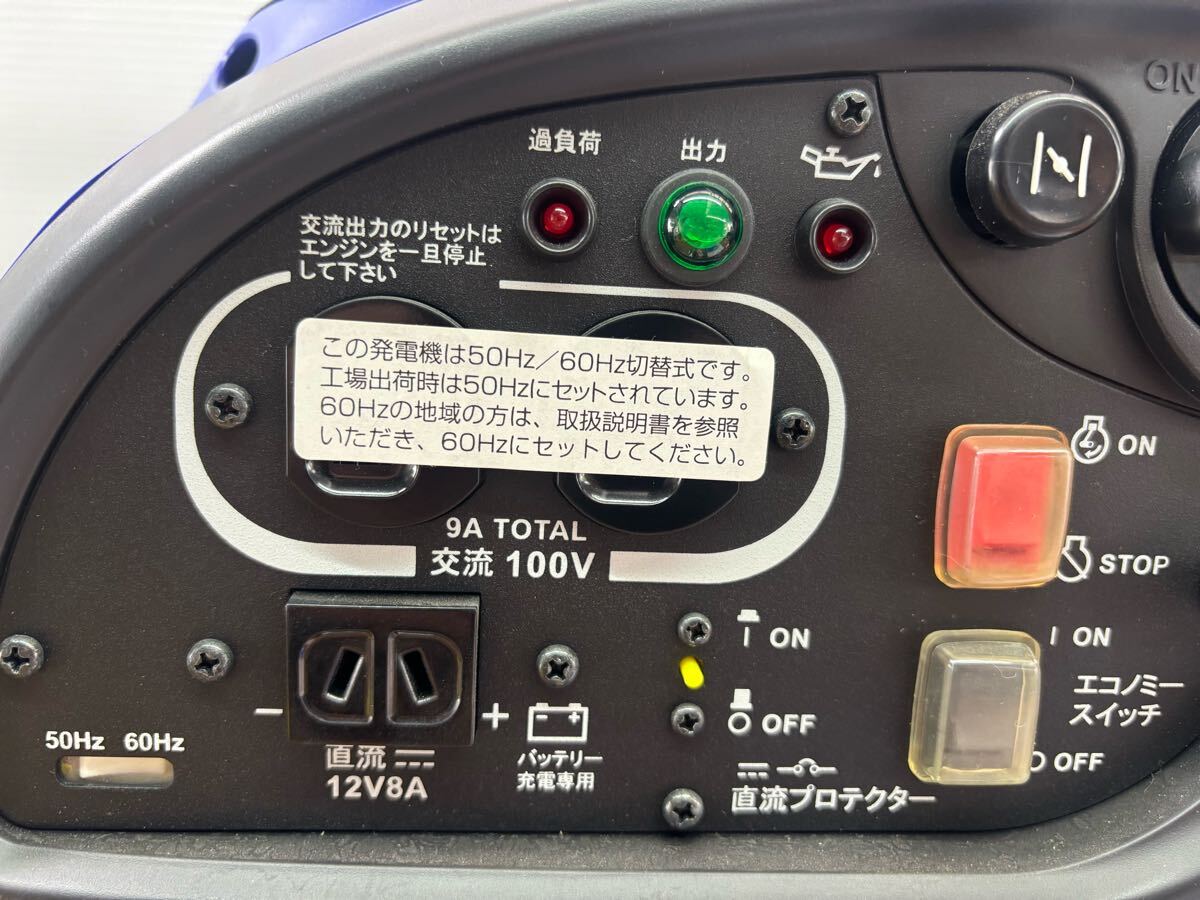 ON
過負荷
出力
交流出力のリセットは
エンジンを一旦停止
して下さい
この発電機は50Hz/60Hz切替式です。
工場出荷時は50Hzにセットされています。
60Hzの地域の方は、取扱説明書を参照
いただき、60Hzにセットしてください。
9A TOTAL
交流 100V
ON
STOP
I ON
エコノミー
スイッチ
O OFF
I ON
O OFF
直流プロテクター
- +
バッテリー
充電専用
直流
12V8A
50Hz 60Hz